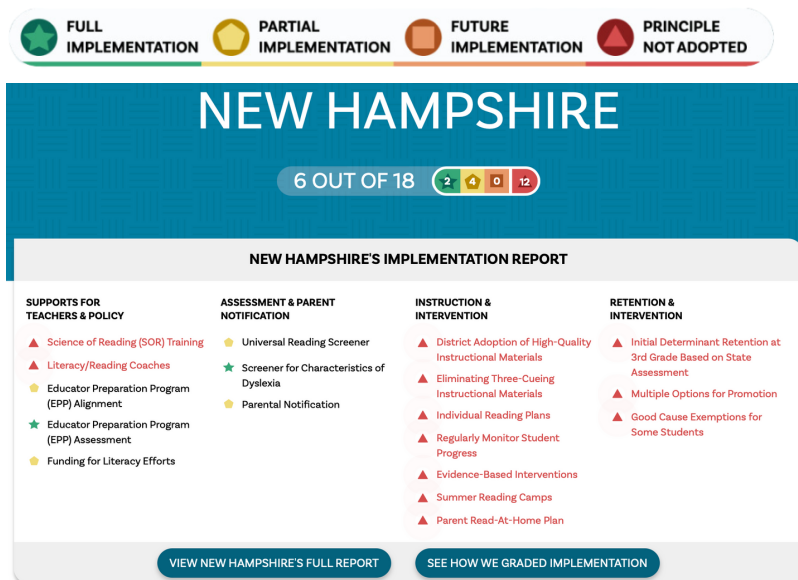 FULL
IMPLEMENTATION
PARTIAL
IMPLEMENTATION
FUTURE
IMPLEMENTATION
PRINCIPLE
NOT ADOPTED
NEW HAMPSHIRE
6 OUT OF 18
2
4
0
12
NEW HAMPSHIRE'S IMPLEMENTATION REPORT
SUPPORTS FOR
TEACHERS & POLICY
Science of Reading (SOR) Training
Literacy/Reading Coaches
Educator Preparation Program
(EPP) Alignment
Educator Preparation Program
(EPP) Assessment
Funding for Literacy Efforts
ASSESSMENT & PARENT
NOTIFICATION
Universal Reading Screener
Screener for Characteristics of
Dyslexia
Parental Notification
INSTRUCTION &
INTERVENTION
District Adoption of High-Quality
Instructional Materials
Eliminating Three-Cueing
Instructional Materials
Individual Reading Plans
Regularly Monitor Student
Progress
Evidence-Based Interventions
Summer Reading Camps
Parent Read-At-Home Plan
RETENTION &
INTERVENTION
Initial Determinant Retention at
3rd Grade Based on State
Assessment
Multiple Options for Promotion
Good Cause Exemptions for
Some Students
VIEW NEW HAMPSHIRE'S FULL REPORT
SEE HOW WE GRADED IMPLEMENTATION